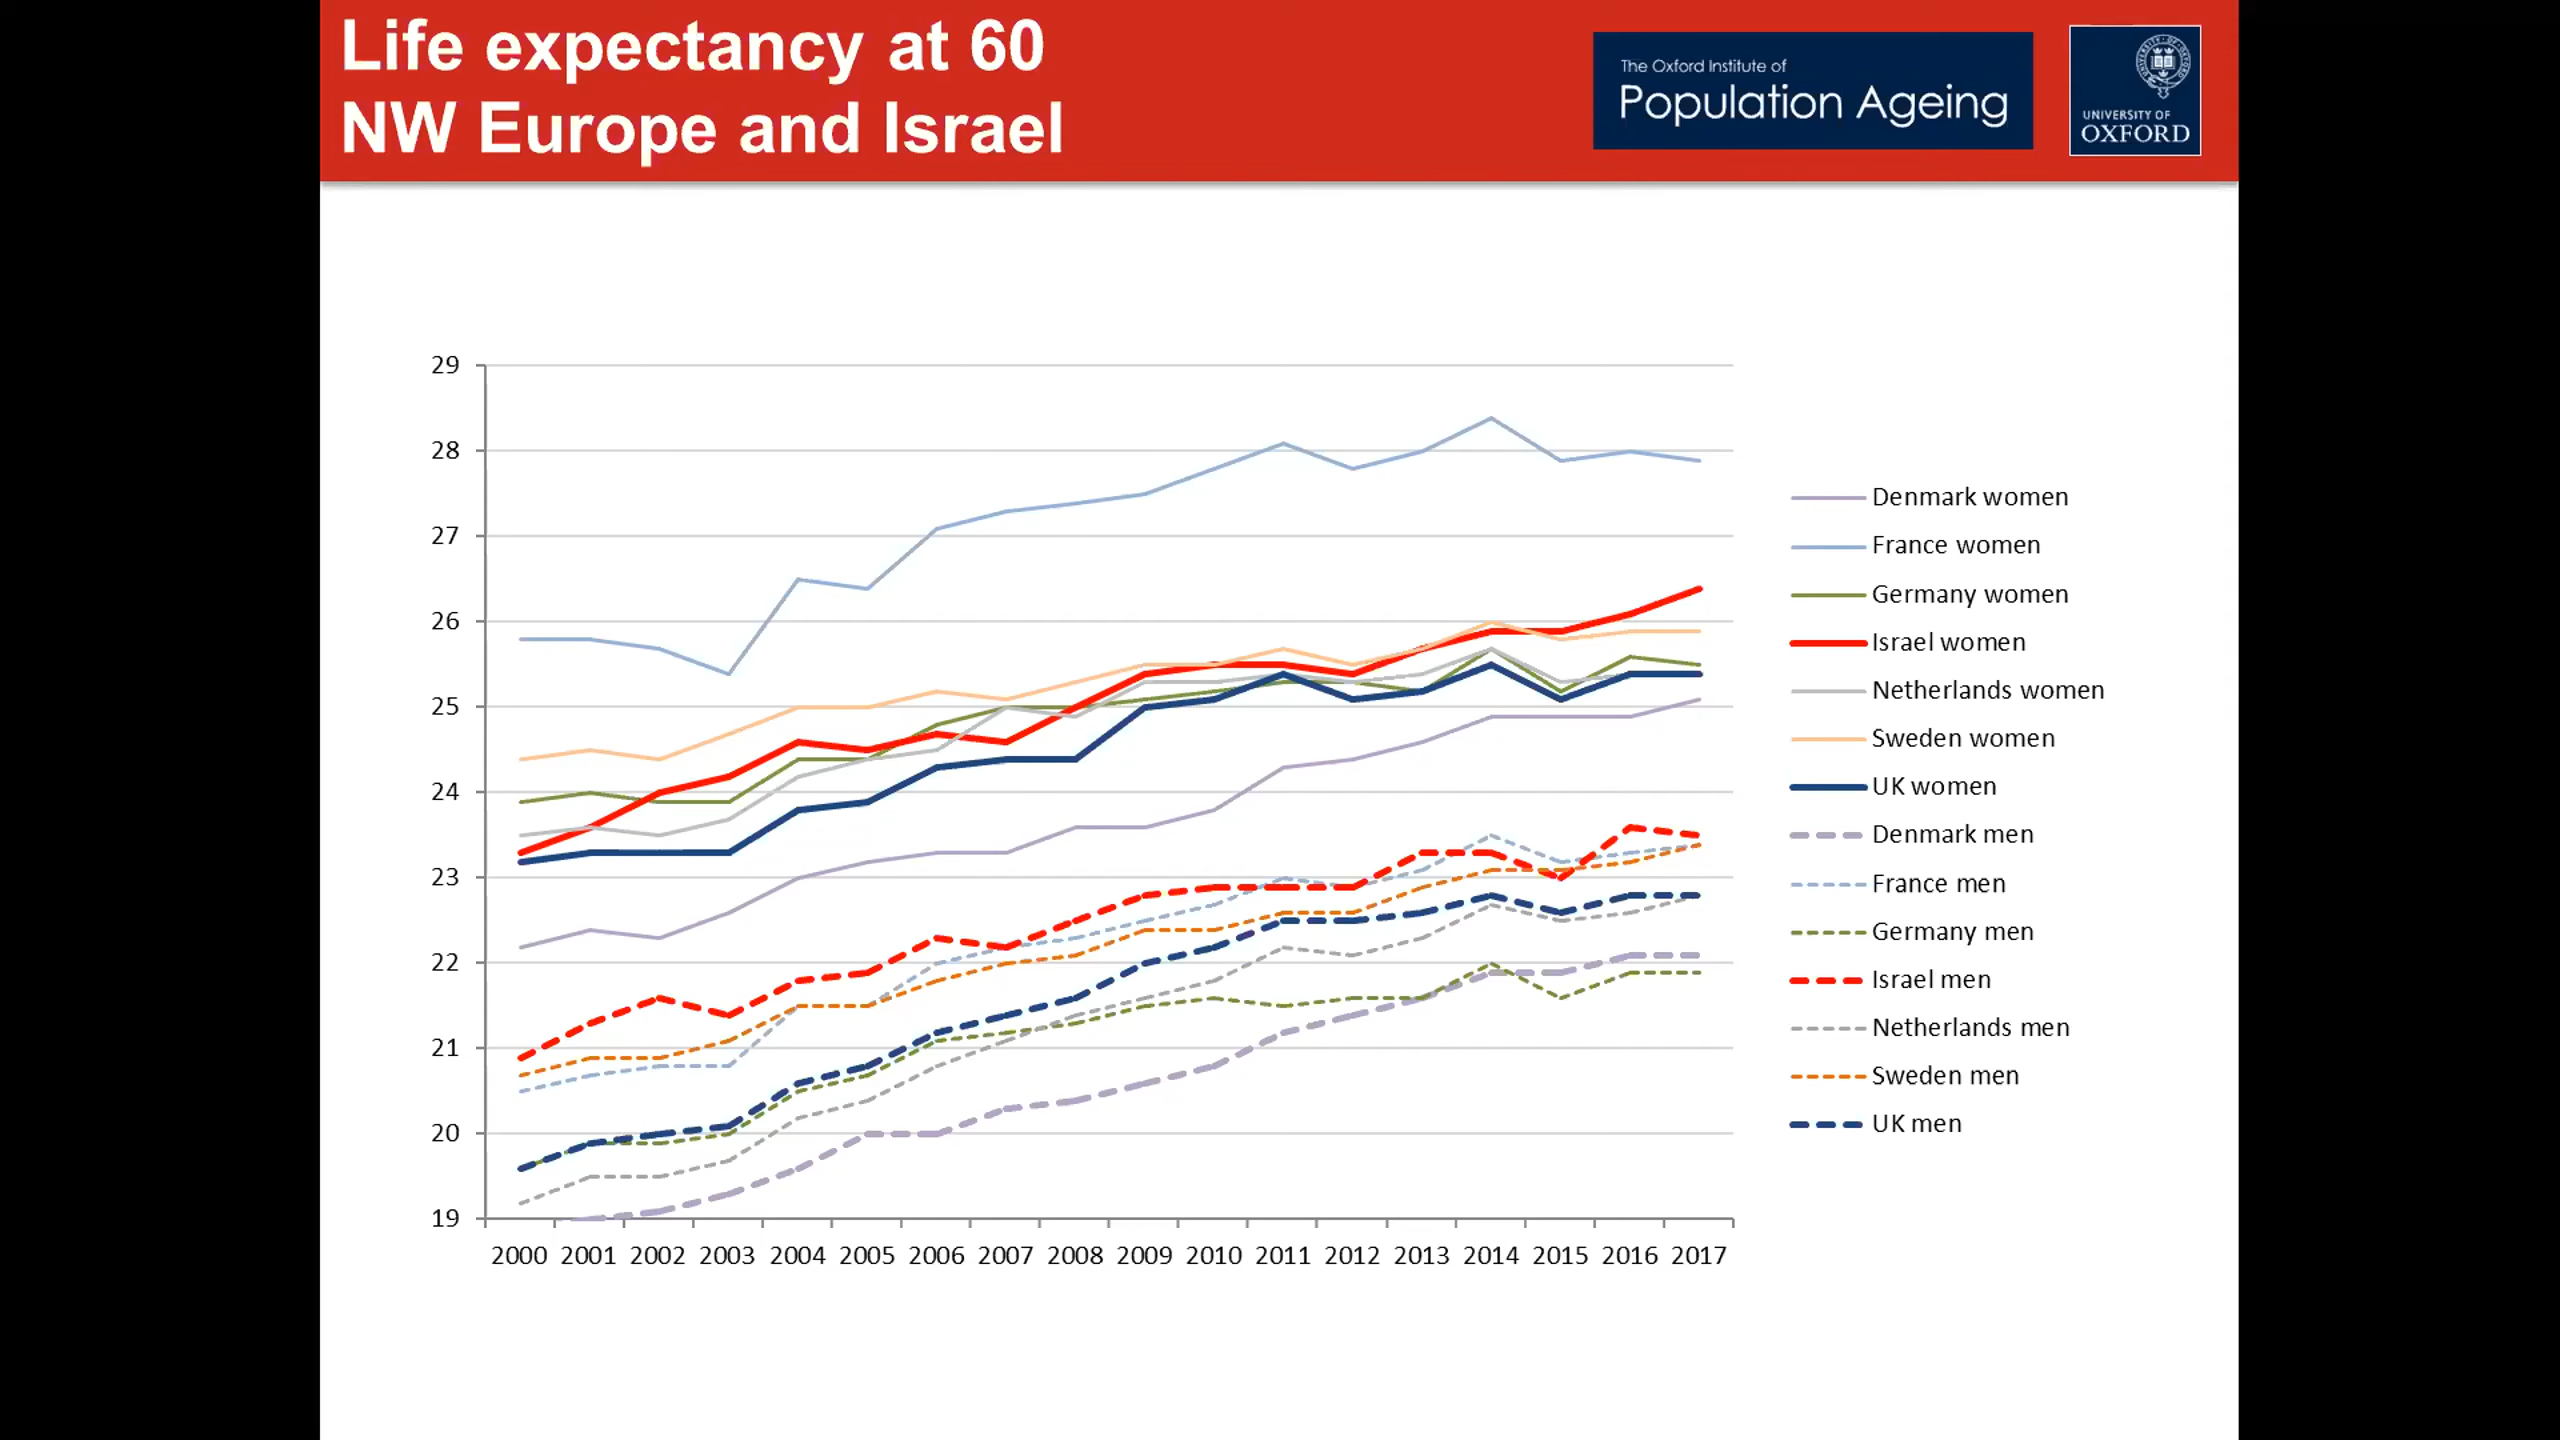 Life expectancy at 60
NW Europe and Israel
The Oxford Institute of
Population Ageing
UNIVERSITY OF
OXFORD
29
28
27
26
25
24
23
22
21
20
19
2000 2001 2002 2003 2004 2005 2006 2007 2008 2009 2010 2011 2012 2013 2014 2015 2016 2017
Denmark women
France women
Germany women
Israel women
Netherlands women
Sweden women
UK women
Denmark men
France men
Germany men
Israel men
Netherlands men
Sweden men
UK men